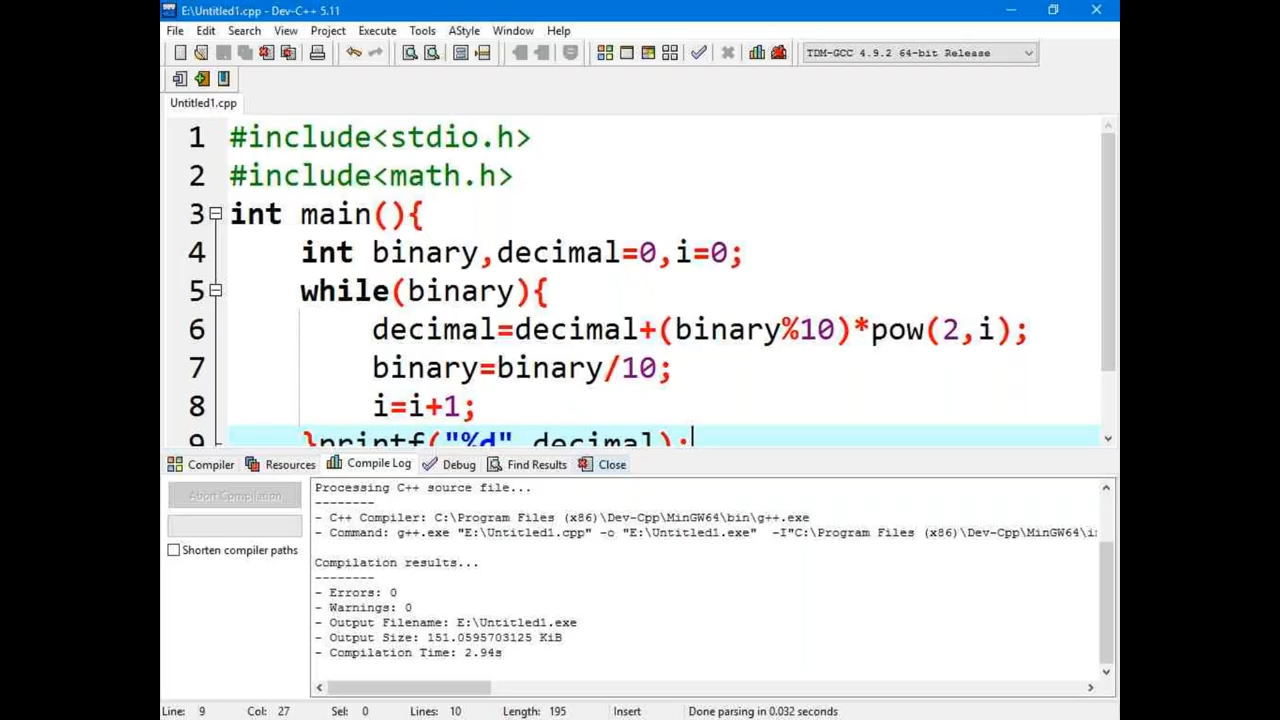 E:\Untitled1.cpp - Dev-C++ 5.11
File Edit Search View Project Execute Tools AStyle Window Help
TDM-GCC 4.9.2 64-bit Release
Untitled1.cpp
1 #include<stdio.h>
2 #include<math.h>
3 int main(){
4 int binary,decimal=0,i=0;
5 while(binary){
6 decimal=decimal+(binary%10)*pow(2,i);
7 binary=binary/10;
8 i=i+1;
9 }printf("%d",decimal);
Compiler Resources Compile Log Debug Find Results Close
Abort Compilation
Shorten compiler paths
Processing C++ source file...
--------
- C++ Compiler: C:\Program Files (x86)\Dev-Cpp\MinGW64\bin\g++.exe
- Command: g++.exe "E:\Untitled1.cpp" -o "E:\Untitled1.exe" -I"C:\Program Files (x86)\Dev-Cpp\MinGW64\i
Compilation results...
--------
- Errors: 0
- Warnings: 0
- Output Filename: E:\Untitled1.exe
- Output Size: 151.0595703125 KiB
- Compilation Time: 2.94s
Line: 9 Col: 27 Sel: 0 Lines: 10 Length: 195 Insert Done parsing in 0.032 seconds